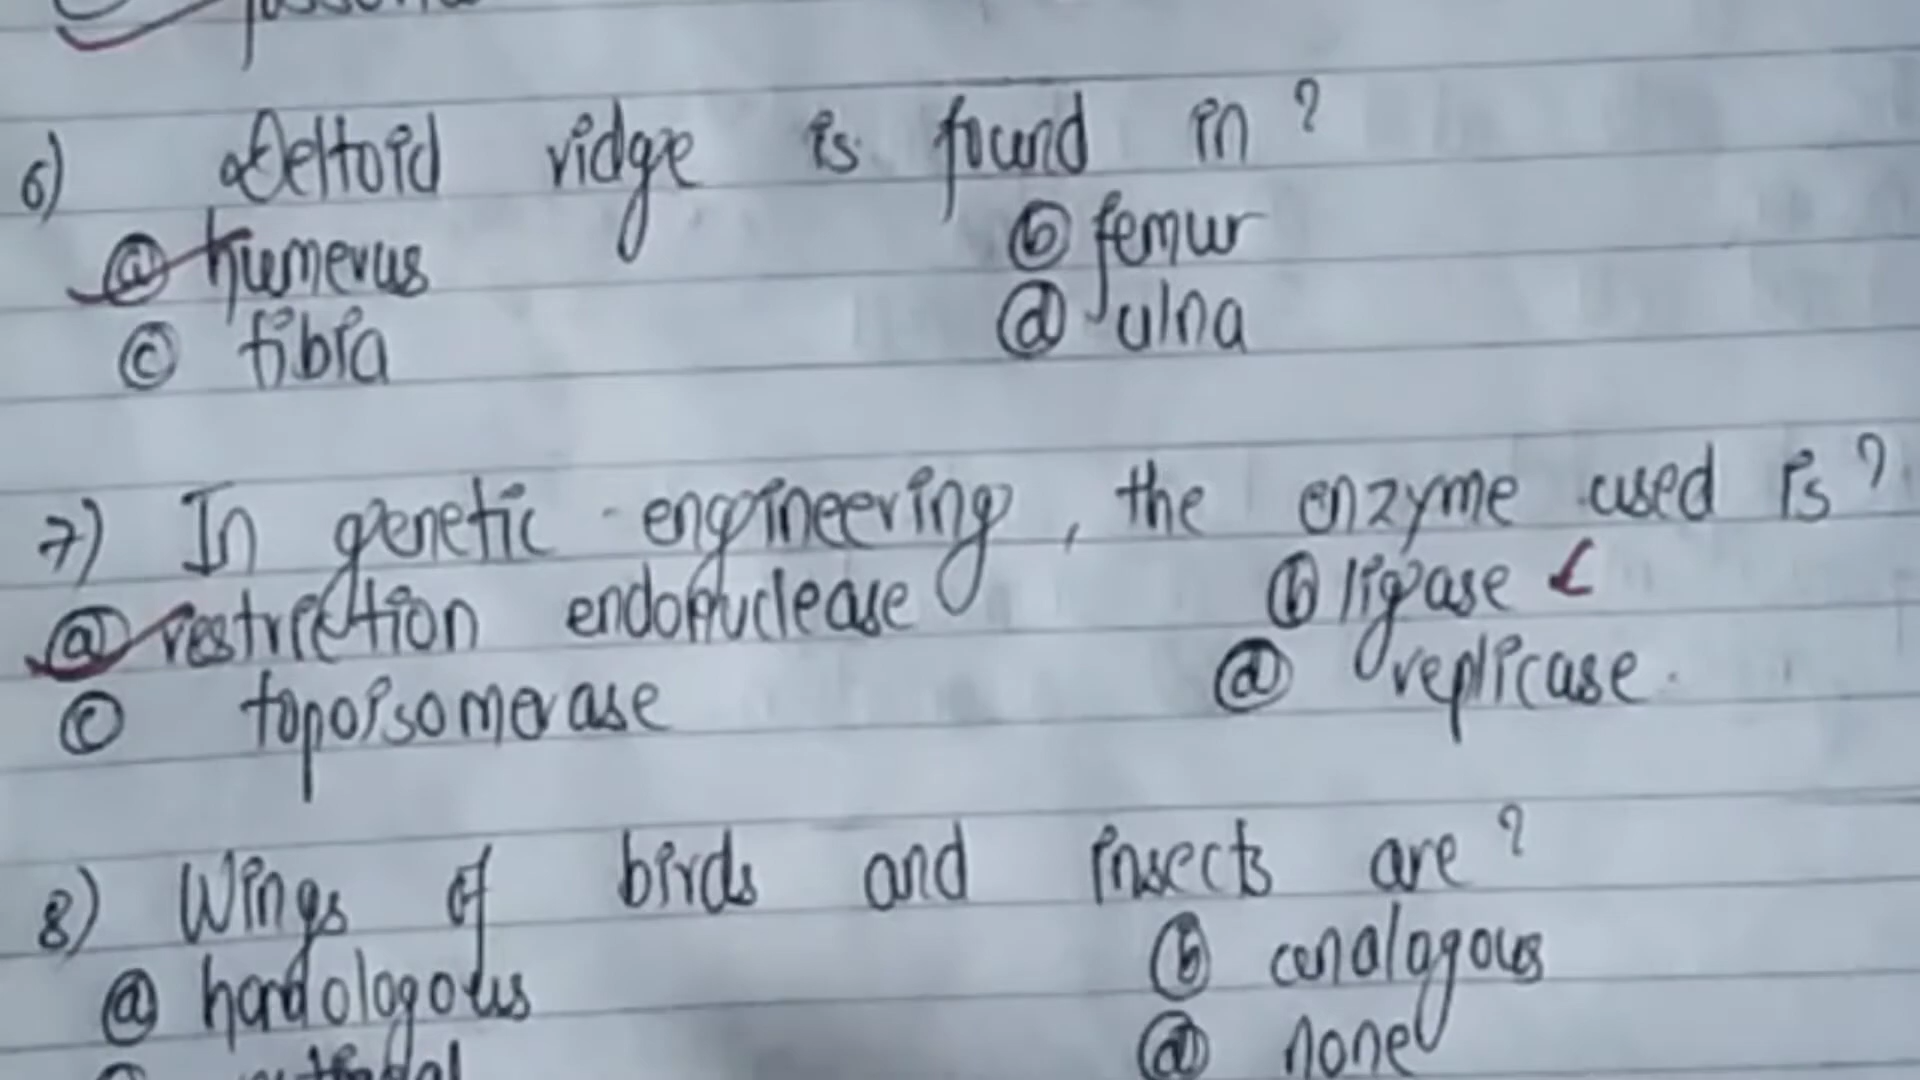 6) Deltoid ridge is found in ?
ⓐ humerus ⓑ femur
ⓒ tibia ⓓ ulna
7) In genetic engineering, the enzyme used is ?
ⓐ restriction endonuclease ⓑ ligase
ⓒ topoisomerase ⓓ replicase.
8) Wings of birds and insects are ?
ⓐ homologous ⓑ analogous
ⓓ none